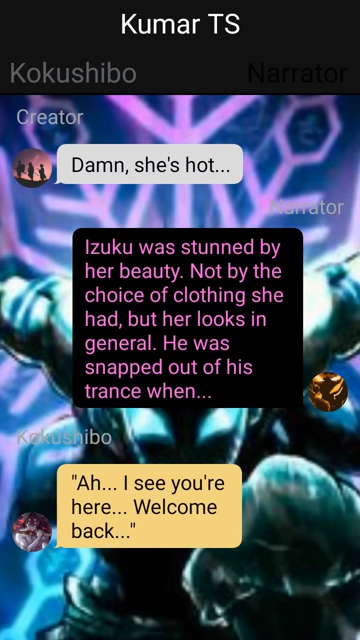 Kumar TS
Kokushibo
Narrator
Creator
Damn, she's hot...
Narrator
Izuku was stunned by
her beauty. Not by the
choice of clothing she
had, but her looks in
general. He was
snapped out of his
trance when...
Kokushibo
"Ah... I see you're
here... Welcome
back..."